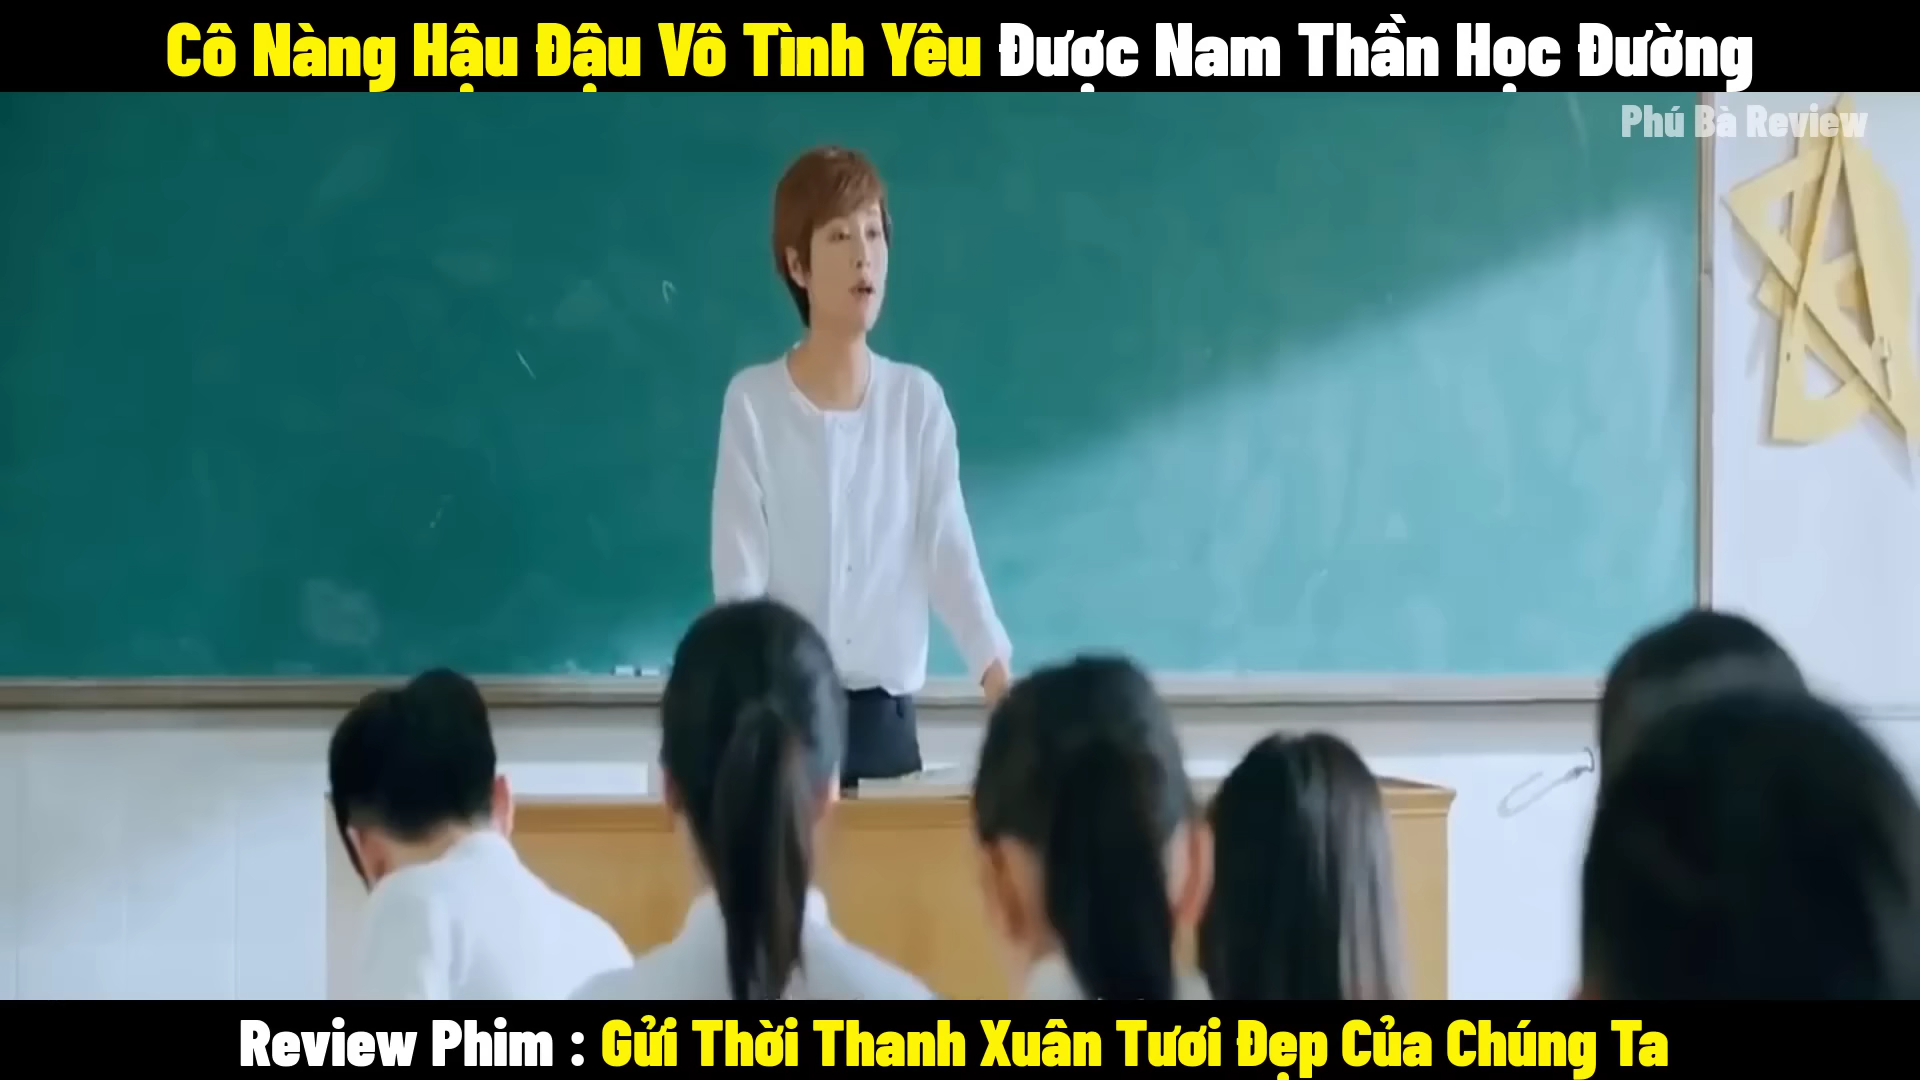 Cô Nàng Hậu Đậu Vô Tình Yêu Được Nam Thần Học Đường
Phú Bà Review
Review Phim : Gửi Thời Thanh Xuân Tươi Đẹp Của Chúng Ta